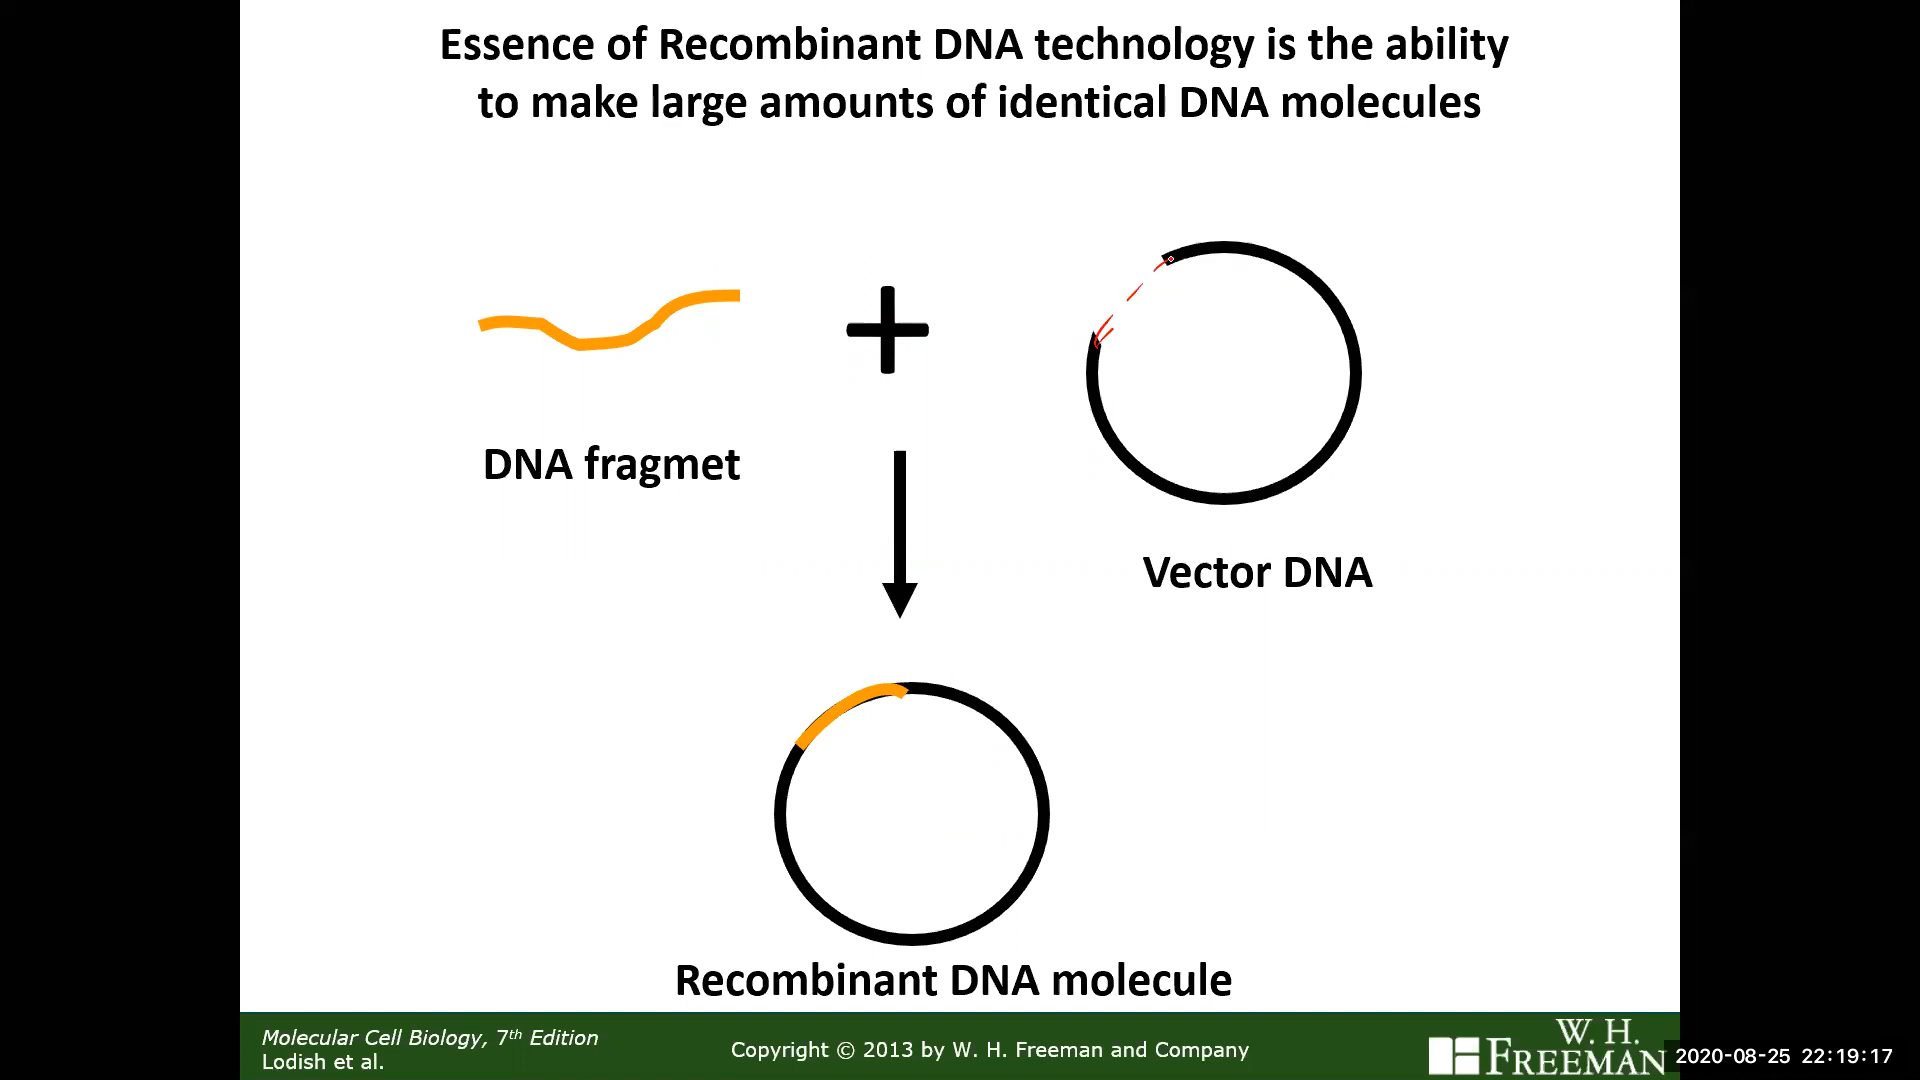 Essence of Recombinant DNA technology is the ability
to make large amounts of identical DNA molecules
+
DNA fragmet
Vector DNA
Recombinant DNA molecule
Molecular Cell Biology, 7th Edition
Lodish et al.
Copyright © 2013 by W. H. Freeman and Company
W. H.
FREEMAN
2020-08-25 22:19:17